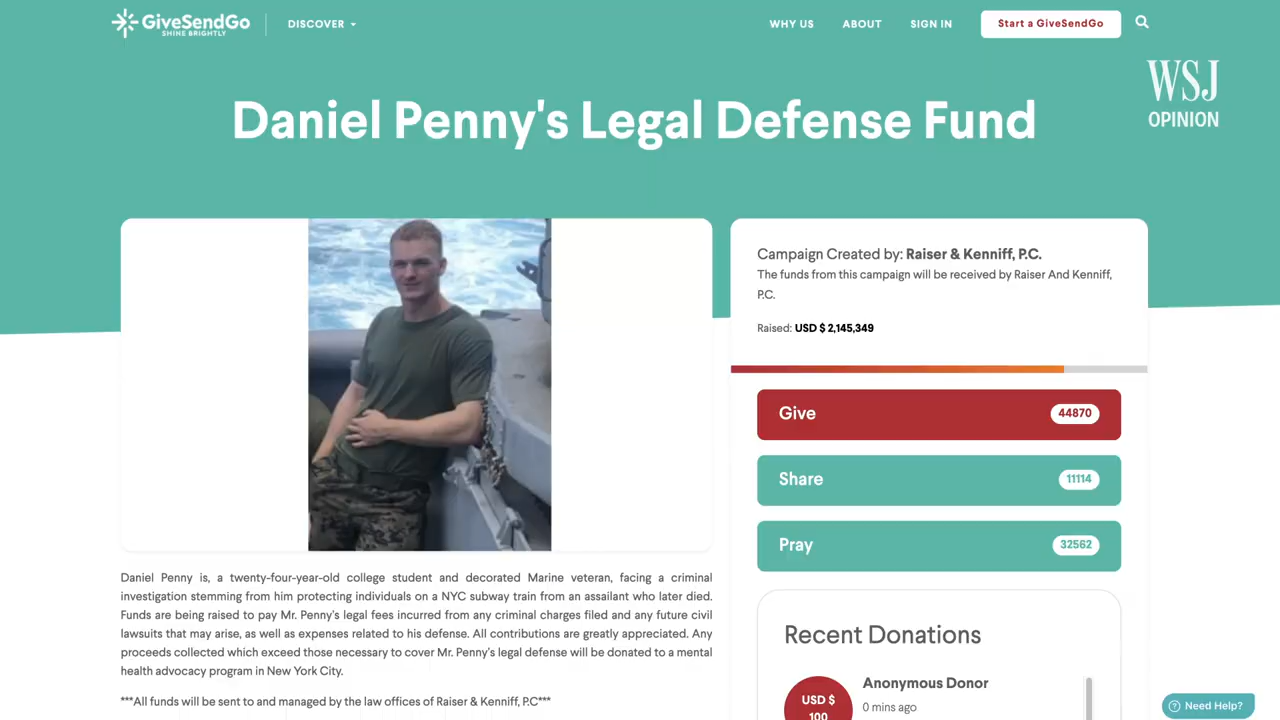 GiveSendGo
SHINE BRIGHTLY
DISCOVER
WHY US
ABOUT
SIGN IN
Start a GiveSendGo
WSJ
OPINION
Daniel Penny's Legal Defense Fund
Campaign Created by: Raiser & Kenniff, P.C.
The funds from this campaign will be received by Raiser And Kenniff,
P.C.
Raised: USD $ 2,145,349
Give 44870
Share 11114
Pray 32562
Daniel Penny is, a twenty-four-year-old college student and decorated Marine veteran, facing a criminal
investigation stemming from him protecting individuals on a NYC subway train from an assailant who later died.
Funds are being raised to pay Mr. Penny's legal fees incurred from any criminal charges filed and any future civil
lawsuits that may arise, as well as expenses related to his defense. All contributions are greatly appreciated. Any
proceeds collected which exceed those necessary to cover Mr. Penny's legal defense will be donated to a mental
health advocacy program in New York City.
***All funds will be sent to and managed by the law offices of Raiser & Kenniff, P.C***
Recent Donations
USD $
100
Anonymous Donor
0 mins ago
Need Help?